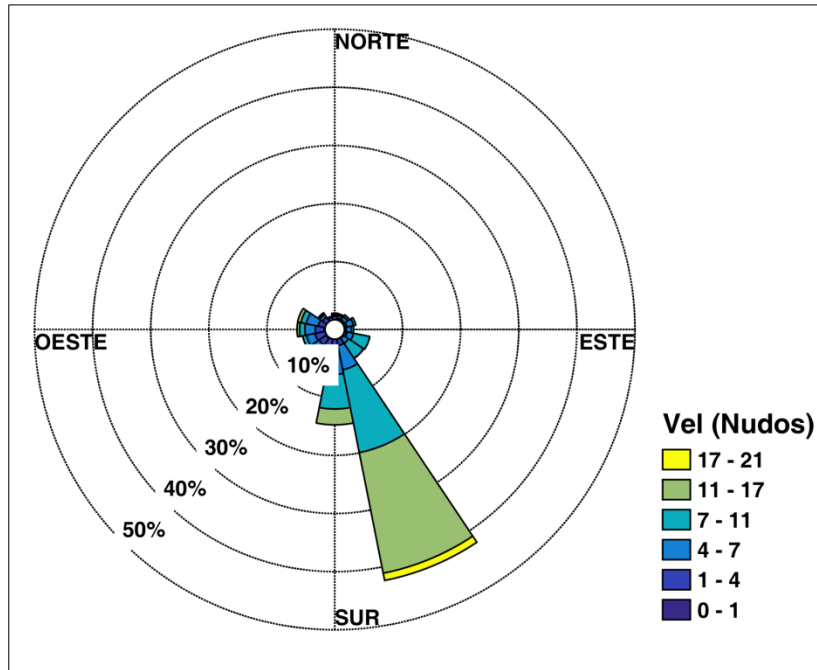 NORTE
OESTE
ESTE
10%
20%
30%
40%
50%
SUR
Vel (Nudos)
17 - 21
11 - 17
7 - 11
4 - 7
1 - 4
0 - 1